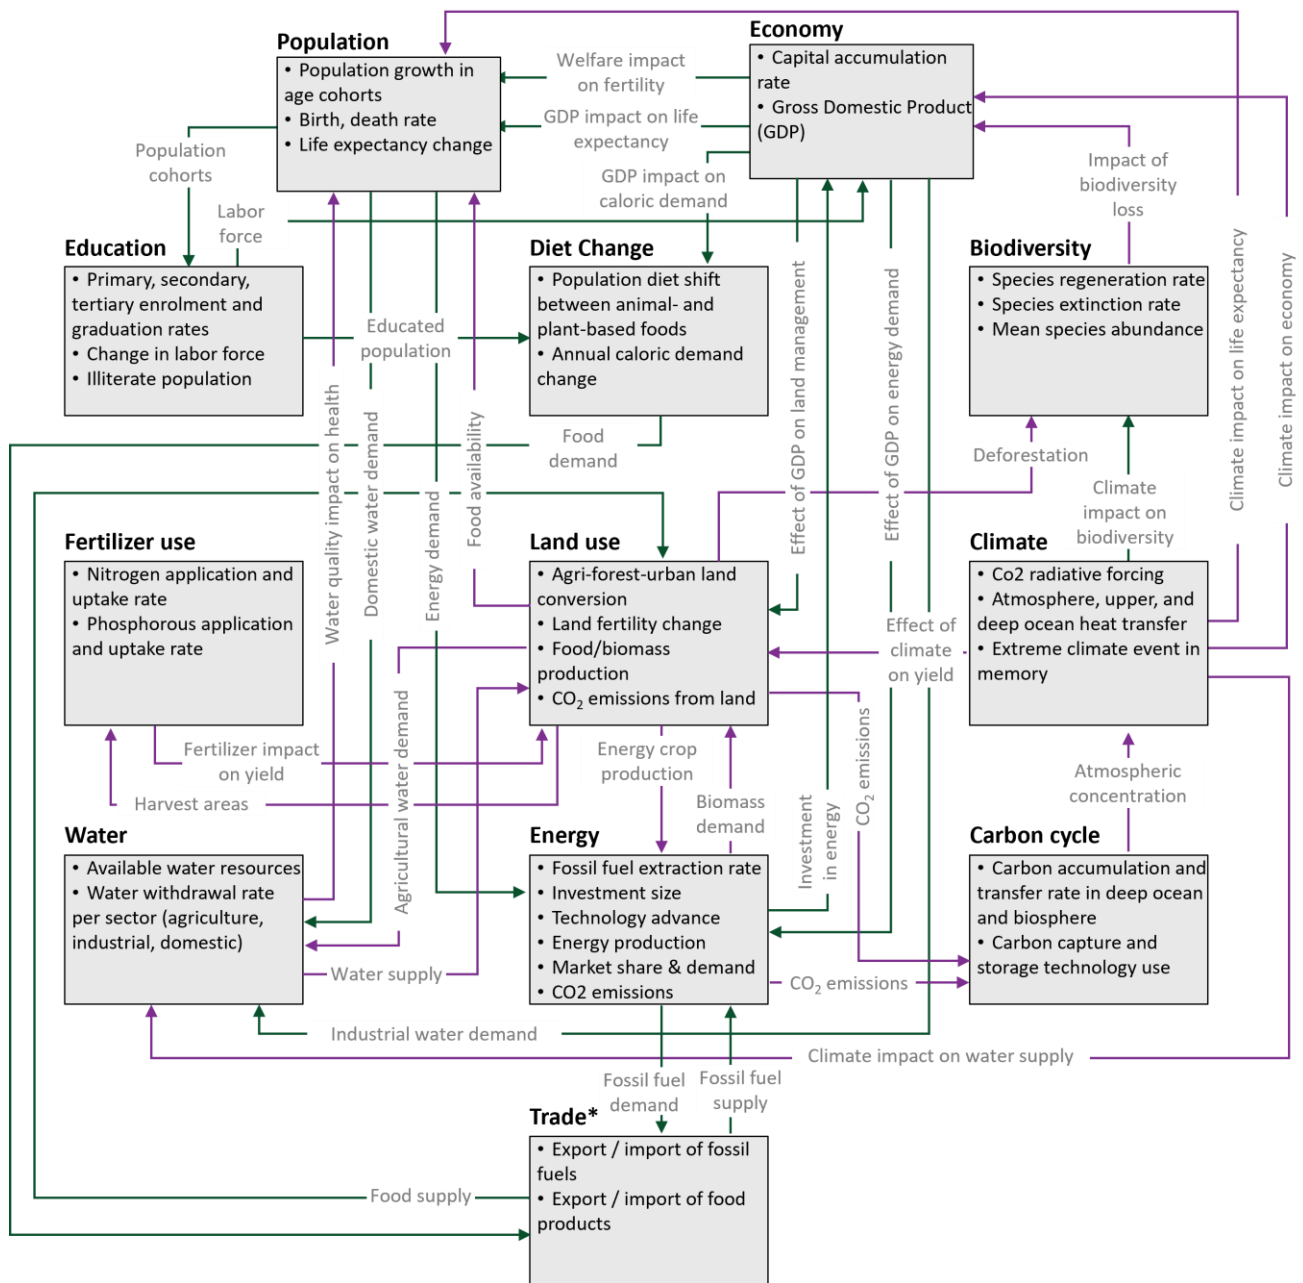 Economy
Population
• Capital accumulation
rate
• Gross Domestic Product
(GDP)
• Population growth in
age cohorts
• Birth, death rate
• Life expectancy change
Welfare impact
on fertility
GDP impact on life
expectancy
Population
cohorts
GDP impact on
caloric demand
Impact of
biodiversity
loss
Labor
force
Education
Diet Change
Biodiversity
• Primary, secondary,
tertiary enrolment and
graduation rates
• Change in labor force
• Illiterate population
Educated
population
• Population diet shift
between animal- and
plant-based foods
• Annual caloric demand
change
• Species regeneration rate
• Species extinction rate
• Mean species abundance
Effect of GDP on land management
Effect of GDP on energy demand
Climate impact on life expectancy
Climate impact on economy
Water quality impact on health
Domestic water demand
Energy demand
Food availability
Food
demand
Deforestation
Climate
impact on
biodiversity
Fertilizer use
Land use
Climate
• Nitrogen application and
uptake rate
• Phosphorous application
and uptake rate
• Agri-forest-urban land
conversion
• Land fertility change
• Food/biomass
production
• CO₂ emissions from land
Effect of
climate
on yield
• Co2 radiative forcing
• Atmosphere, upper, and
deep ocean heat transfer
• Extreme climate event in
memory
Fertilizer impact
on yield
Harvest areas
Agricultural water demand
Energy crop
production
Biomass
demand
Investment
in energy
CO₂ emissions
Atmospheric
concentration
Water
Energy
Carbon cycle
• Available water resources
• Water withdrawal rate
per sector (agriculture,
industrial, domestic)
Water supply
• Fossil fuel extraction rate
• Investment size
• Technology advance
• Energy production
• Market share & demand
• CO2 emissions
CO₂ emissions
• Carbon accumulation and
transfer rate in deep ocean
and biosphere
• Carbon capture and
storage technology use
Industrial water demand
Climate impact on water supply
Fossil fuel
demand
Fossil fuel
supply
Trade*
• Export / import of fossil
fuels
• Export / import of food
products
Food supply